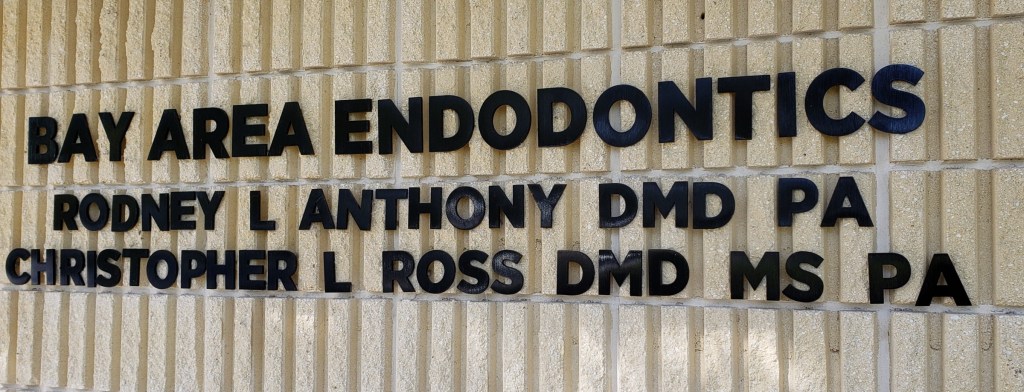 BAY AREA ENDODONTICS
RODNEY L ANTHONY DMD PA
CHRISTOPHER L ROSS DMD MS PA